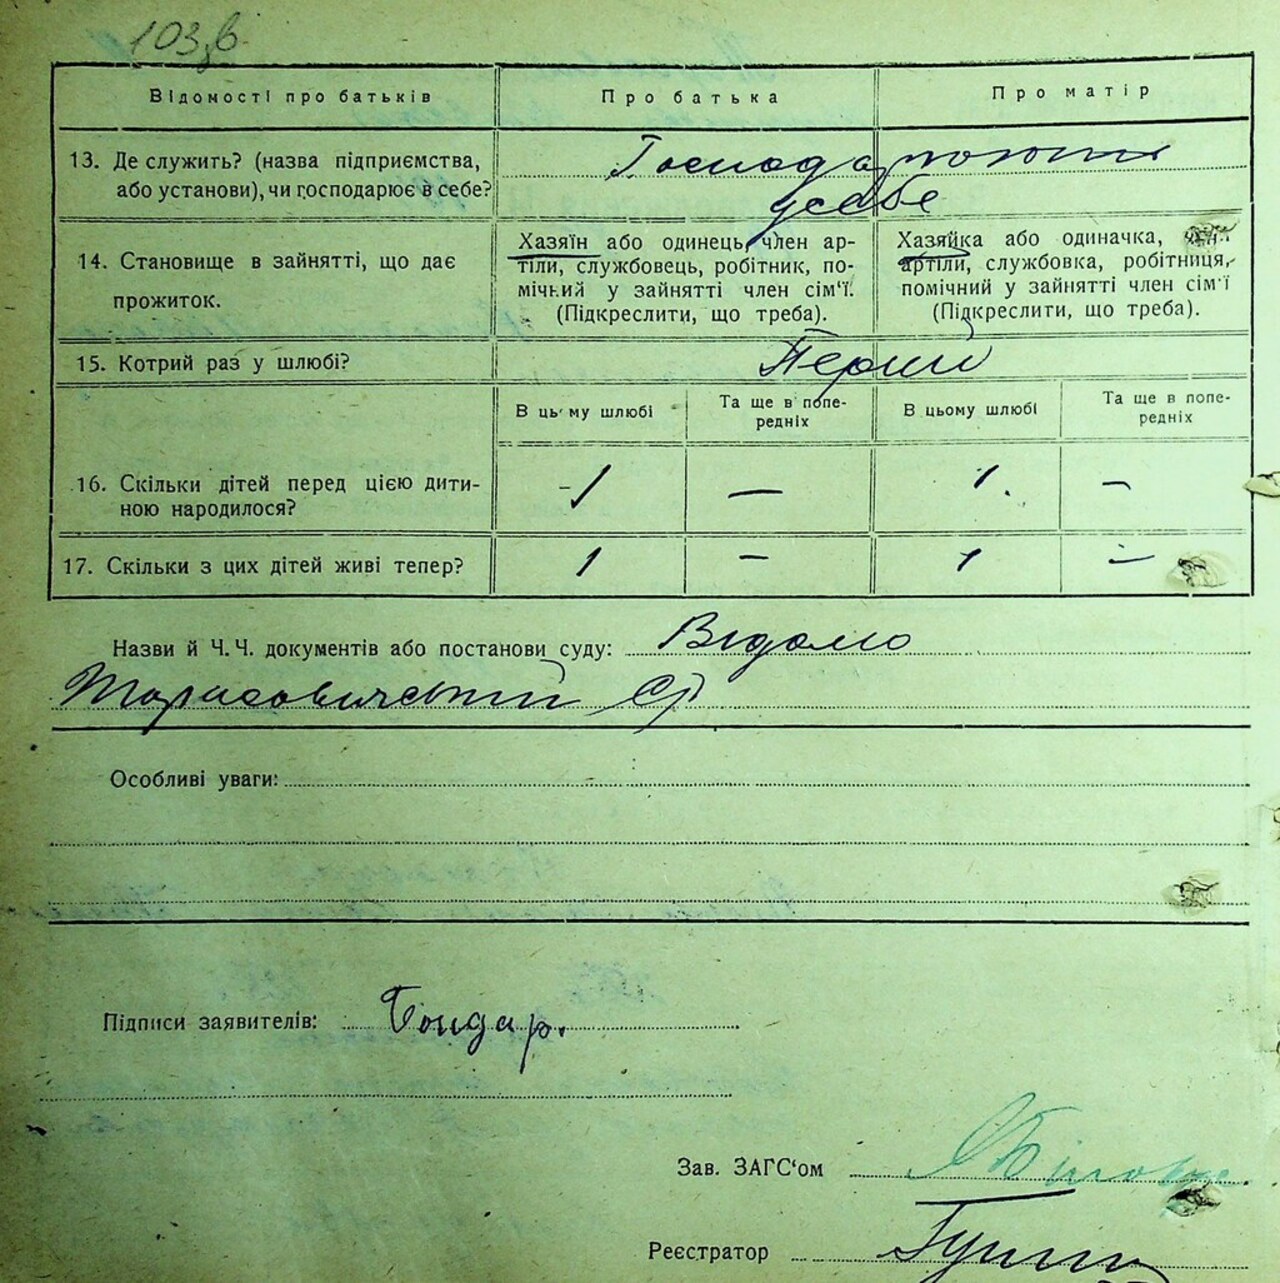 103 в
Відомості про батьків Про батька Про матір
13. Де служить? (назва підприємства, або установи), чи господарює в себе? Господарюють
у себе
14. Становище в зайнятті, що дає прожиток.
Хазяїн або одинець, член ар-
тіли, службовець, робітник, по-
мічний у зайнятті член сім'ї.
(Підкреслити, що треба).
Хазяйка або одиначка, член
артіли, службовка, робітниця,
помічний у зайнятті член сім'ї
(Підкреслити, що треба).
15. Котрий раз у шлюбі? Перший
В цьому шлюбі Та ще в попе-редніх В цьому шлюбі Та ще в попе-редніх
16. Скільки дітей перед цією дити-
ною народилося? 1 — 1. —
17. Скільки з цих дітей живі тепер? 1 — 1 —
Назви й Ч.Ч. документів або постанови суду: Відомо
Тарасовичський С/р
Особливі уваги:
Підписи заявителів: Бондар.
Зав. ЗАГС'ом
Реєстратор